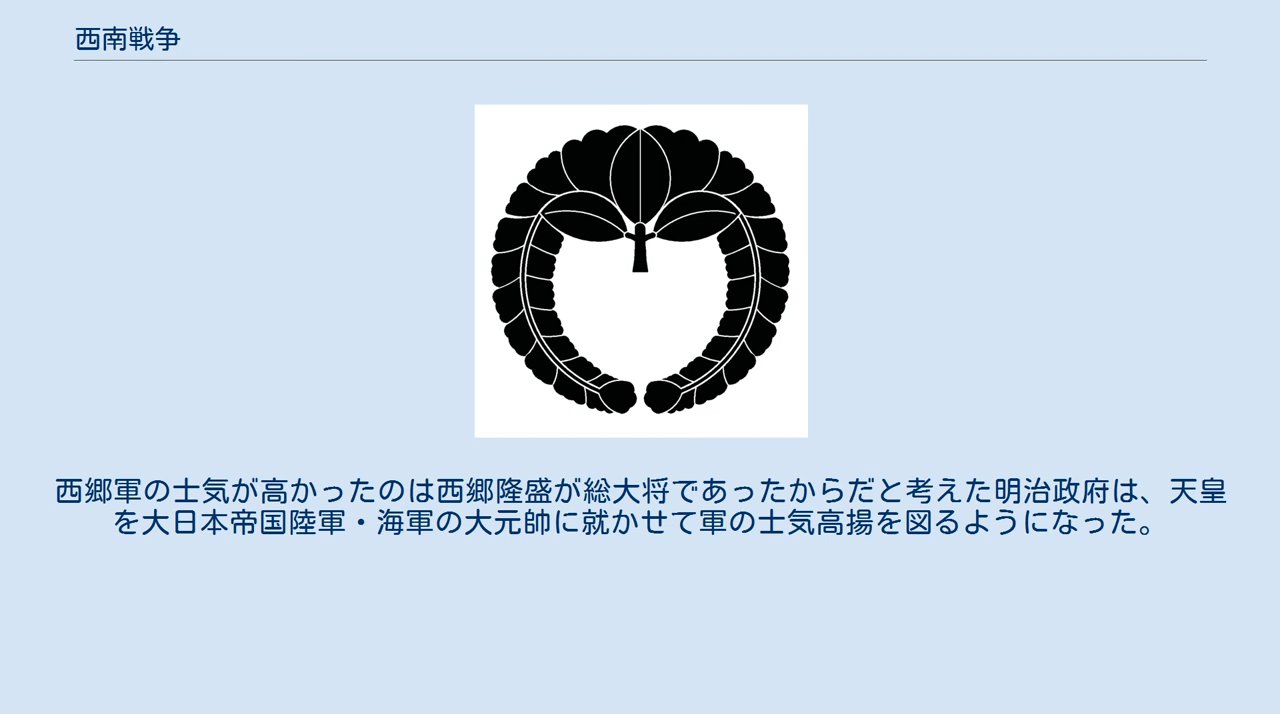 西南戦争
西郷軍の士気が高かったのは西郷隆盛が総大将であったからだと考えた明治政府は、天皇
を大日本帝国陸軍・海軍の大元帥に就かせて軍の士気高揚を図るようになった。